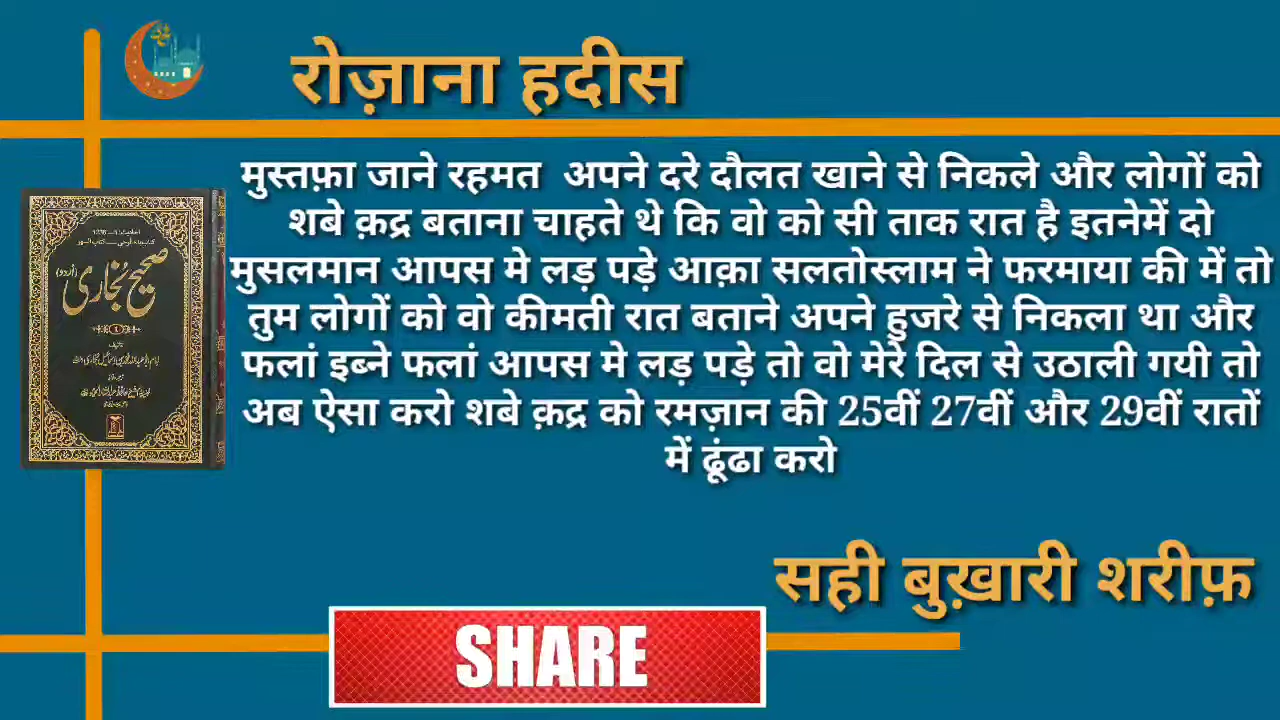 रोज़ाना हदीस
मुस्तफ़ा जाने रहमत अपने दरे दौलत खाने से निकले और लोगों को
शबे क़द्र बताना चाहते थे कि वो को सी ताक रात है इतनेमें दो
मुसलमान आपस मे लड़ पड़े आक़ा सलतोस्लाम ने फरमाया की में तो
तुम लोगों को वो कीमती रात बताने अपने हुजरे से निकला था और
फलां इब्ने फलां आपस मे लड़ पड़े तो वो मेरे दिल से उठाली गयी तो
अब ऐसा करो शबे क़द्र को रमज़ान की 25वीं 27वीं और 29वीं रातों
में ढूंढा करो
صحیح بخاری
(اُردو)
सही बुख़ारी शरीफ़
SHARE